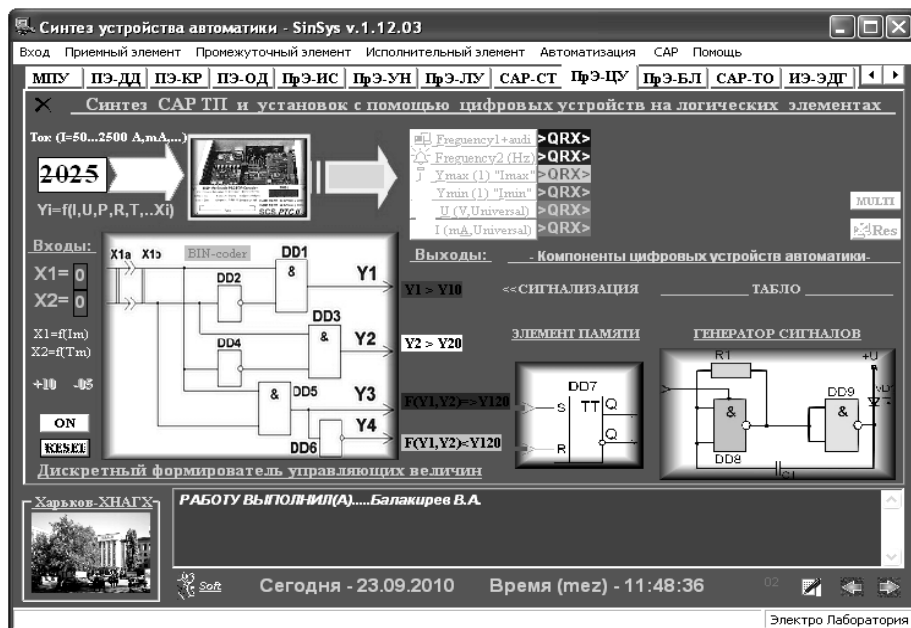 Синтез устройства автоматики - SinSys v.1.12.03
Вход Приемный элемент Промежуточный элемент Исполнительный элемент Автоматизация САР Помощь
МПУ ПЭ-ДД ПЭ-КР ПЭ-ОД ПрЭ-ИС ПрЭ-УН ПрЭ-ЛУ САР-СТ ПрЭ-ЦУ ПрЭ-БЛ САР-ТО ИЭ-ЭДГ
Синтез САР ТП и установок с помощью цифровых устройств на логических элементах
Ток (I=50...2500 A,mA,...)
2025
Yi=f(I,U,P,R,T,..Xi)
SCS PTC 0
Freguency1+audi >QRX>
Freguency2 (Hz) >QRX>
Ymax (1) "Imax" >QRX>
Ymin (1) "Imin" >QRX>
U (V,Universal) >QRX>
I (mA,Universal) >QRX>
MULTI
Res
Входы:
X1= 0
X2= 0
X1=f(Im)
X2=f(Tm)
+10 -05
ON
RESET
X1a X1b BIN-coder DD1
& Y1
DD2
DD3
& Y2
DD4
& DD5 Y3
Y4
DD6
Выходы:
- Компоненты цифровых устройств автоматики-
Y1 > Y10
<<СИГНАЛИЗАЦИЯ ТАБЛО
Y2 > Y20
F(Y1,Y2)=>Y120
F(Y1,Y2)<Y120
ЭЛЕМЕНТ ПАМЯТИ
DD7
S TT Q
R Q
ГЕНЕРАТОР СИГНАЛОВ
R1 +U
DD9
& &
DD8
C1
Дискретный формирователь управляющих величин
Харьков-ХНАГХ
РАБОТУ ВЫПОЛНИЛ(А).....Балакирев В.А.
Soft Сегодня - 23.09.2010 Время (mez) - 11:48:36 02
Электро Лаборатория